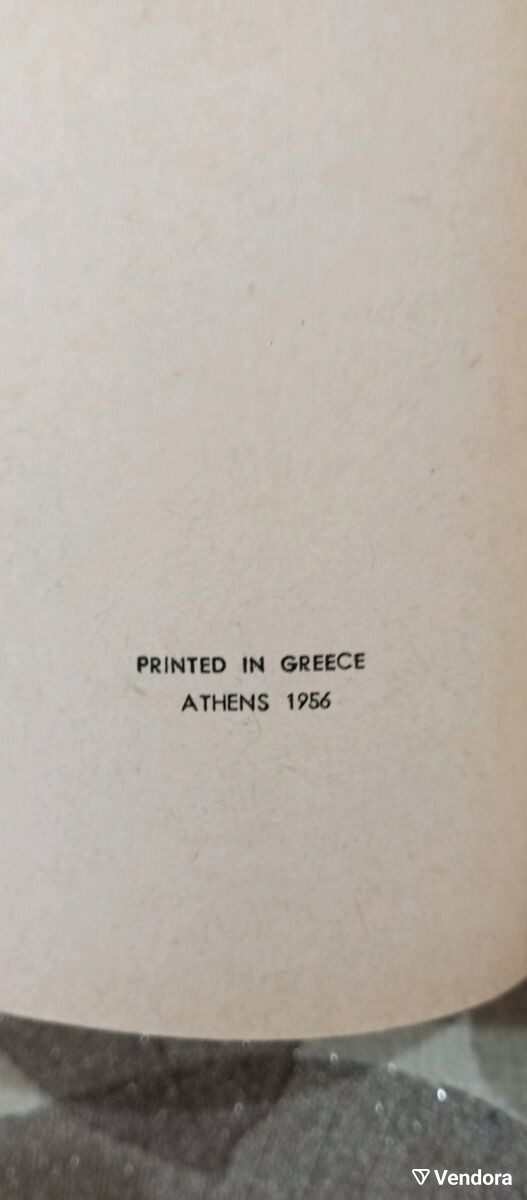 PRINTED IN GREECE
ATHENS 1956
Vendora